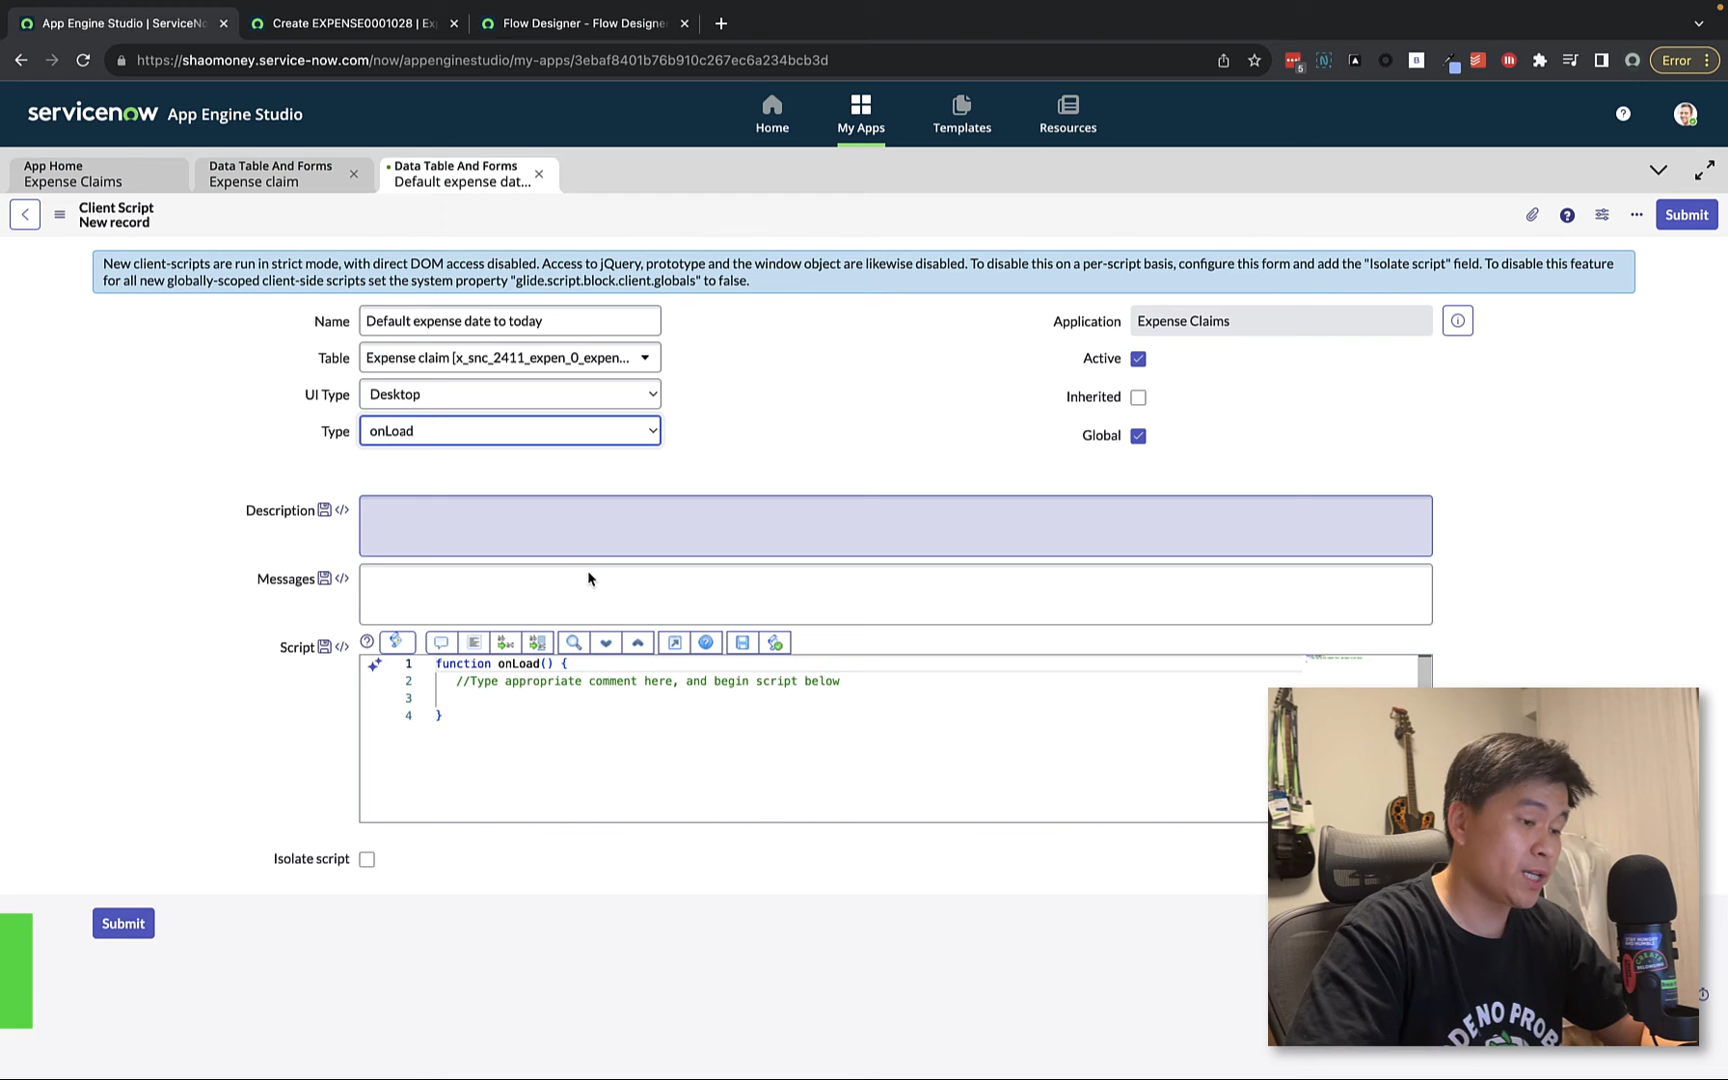 App Engine Studio | ServiceN
Create EXPENSE0001028 | Ex
Flow Designer - Flow Designe
https://shaomoney.service-now.com/now/appenginestudio/my-apps/3ebaf8401b76b910c267ec6a234bcb3d
5
B
Error
servicenow App Engine Studio
Home
My Apps
Templates
Resources
App Home
Expense Claims
Data Table And Forms
Expense claim
Data Table And Forms
Default expense dat...
Client Script
New record
Submit
New client-scripts are run in strict mode, with direct DOM access disabled. Access to jQuery, prototype and the window object are likewise disabled. To disable this on a per-script basis, configure this form and add the "Isolate script" field. To disable this feature
for all new globally-scoped client-side scripts set the system property "glide.script.block.client.globals" to false.
Name
Default expense date to today
Application
Expense Claims
Table
Expense claim [x_snc_2411_expen_0_expen...
Active
UI Type
Desktop
Inherited
Type
onLoad
Global
Description
Messages
Script
1 function onLoad() {
2 //Type appropriate comment here, and begin script below
3
4 }
Isolate script
Submit
DE NO PROB